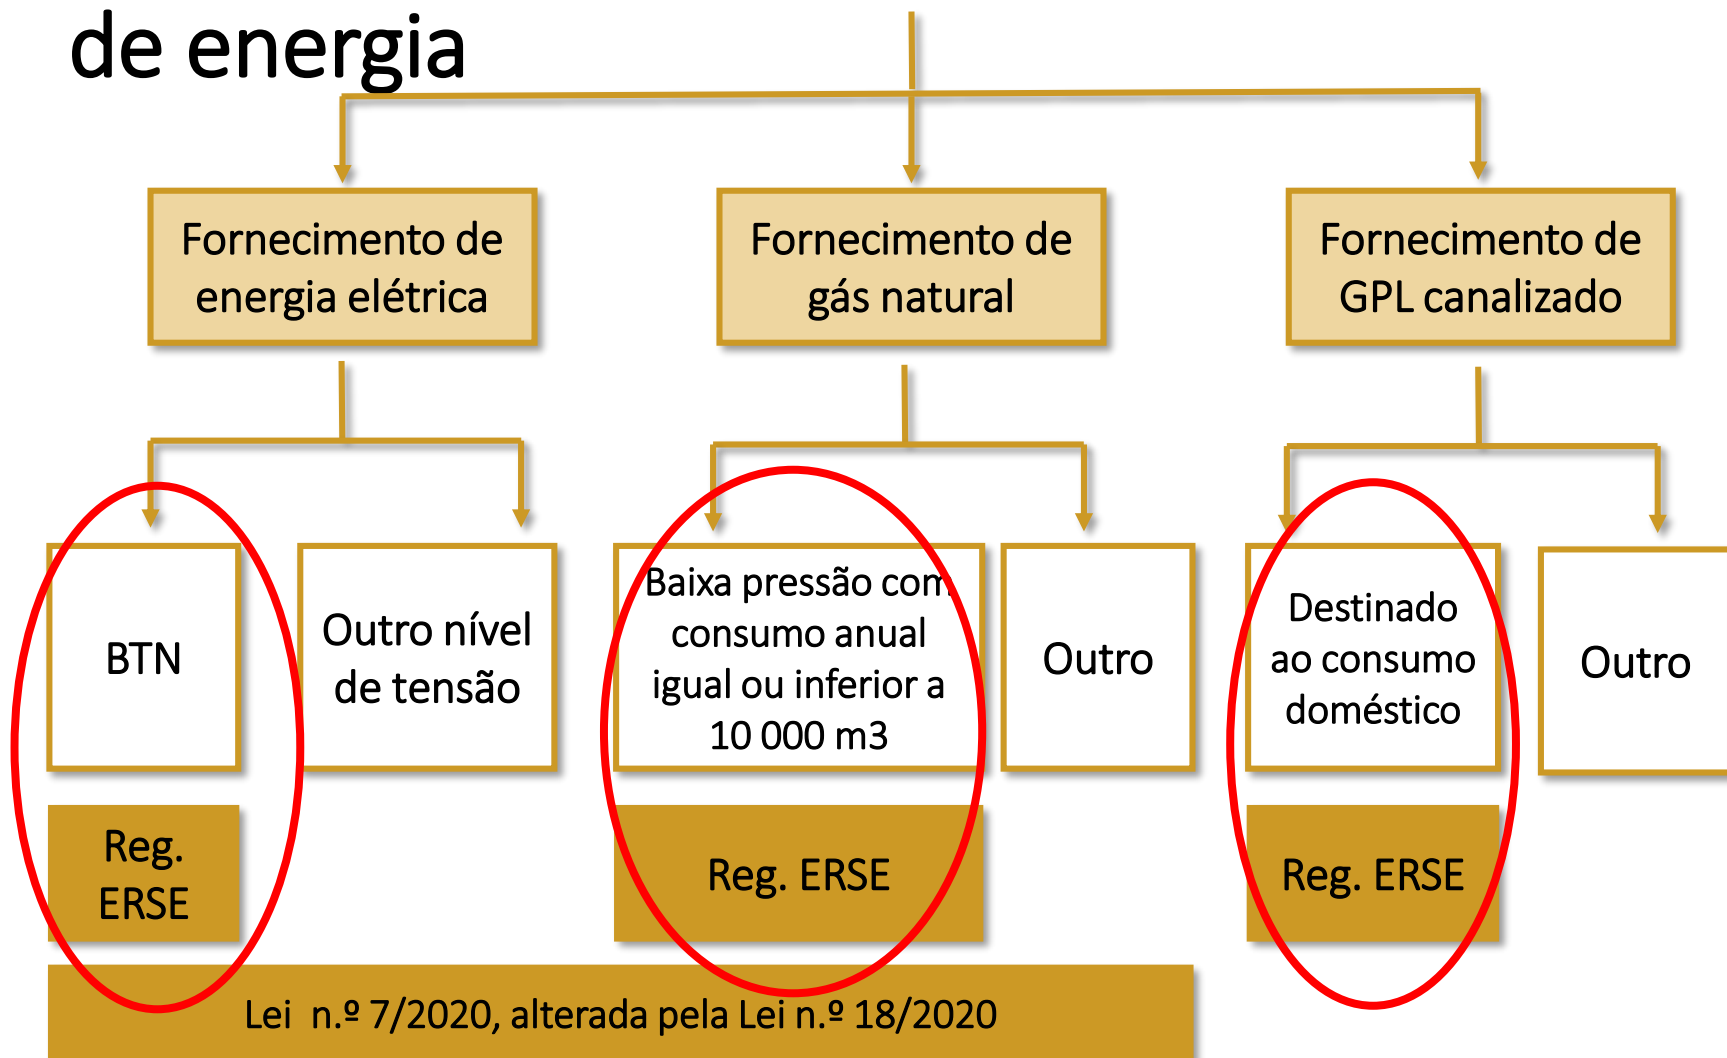 de energia
Fornecimento de
energia elétrica
Fornecimento de
gás natural
Fornecimento de
GPL canalizado
BTN
Outro nível
de tensão
Baixa pressão com
consumo anual
igual ou inferior a
10 000 m3
Outro
Destinado
ao consumo
doméstico
Outro
Reg.
ERSE
Reg. ERSE
Reg. ERSE
Lei n.º 7/2020, alterada pela Lei n.º 18/2020